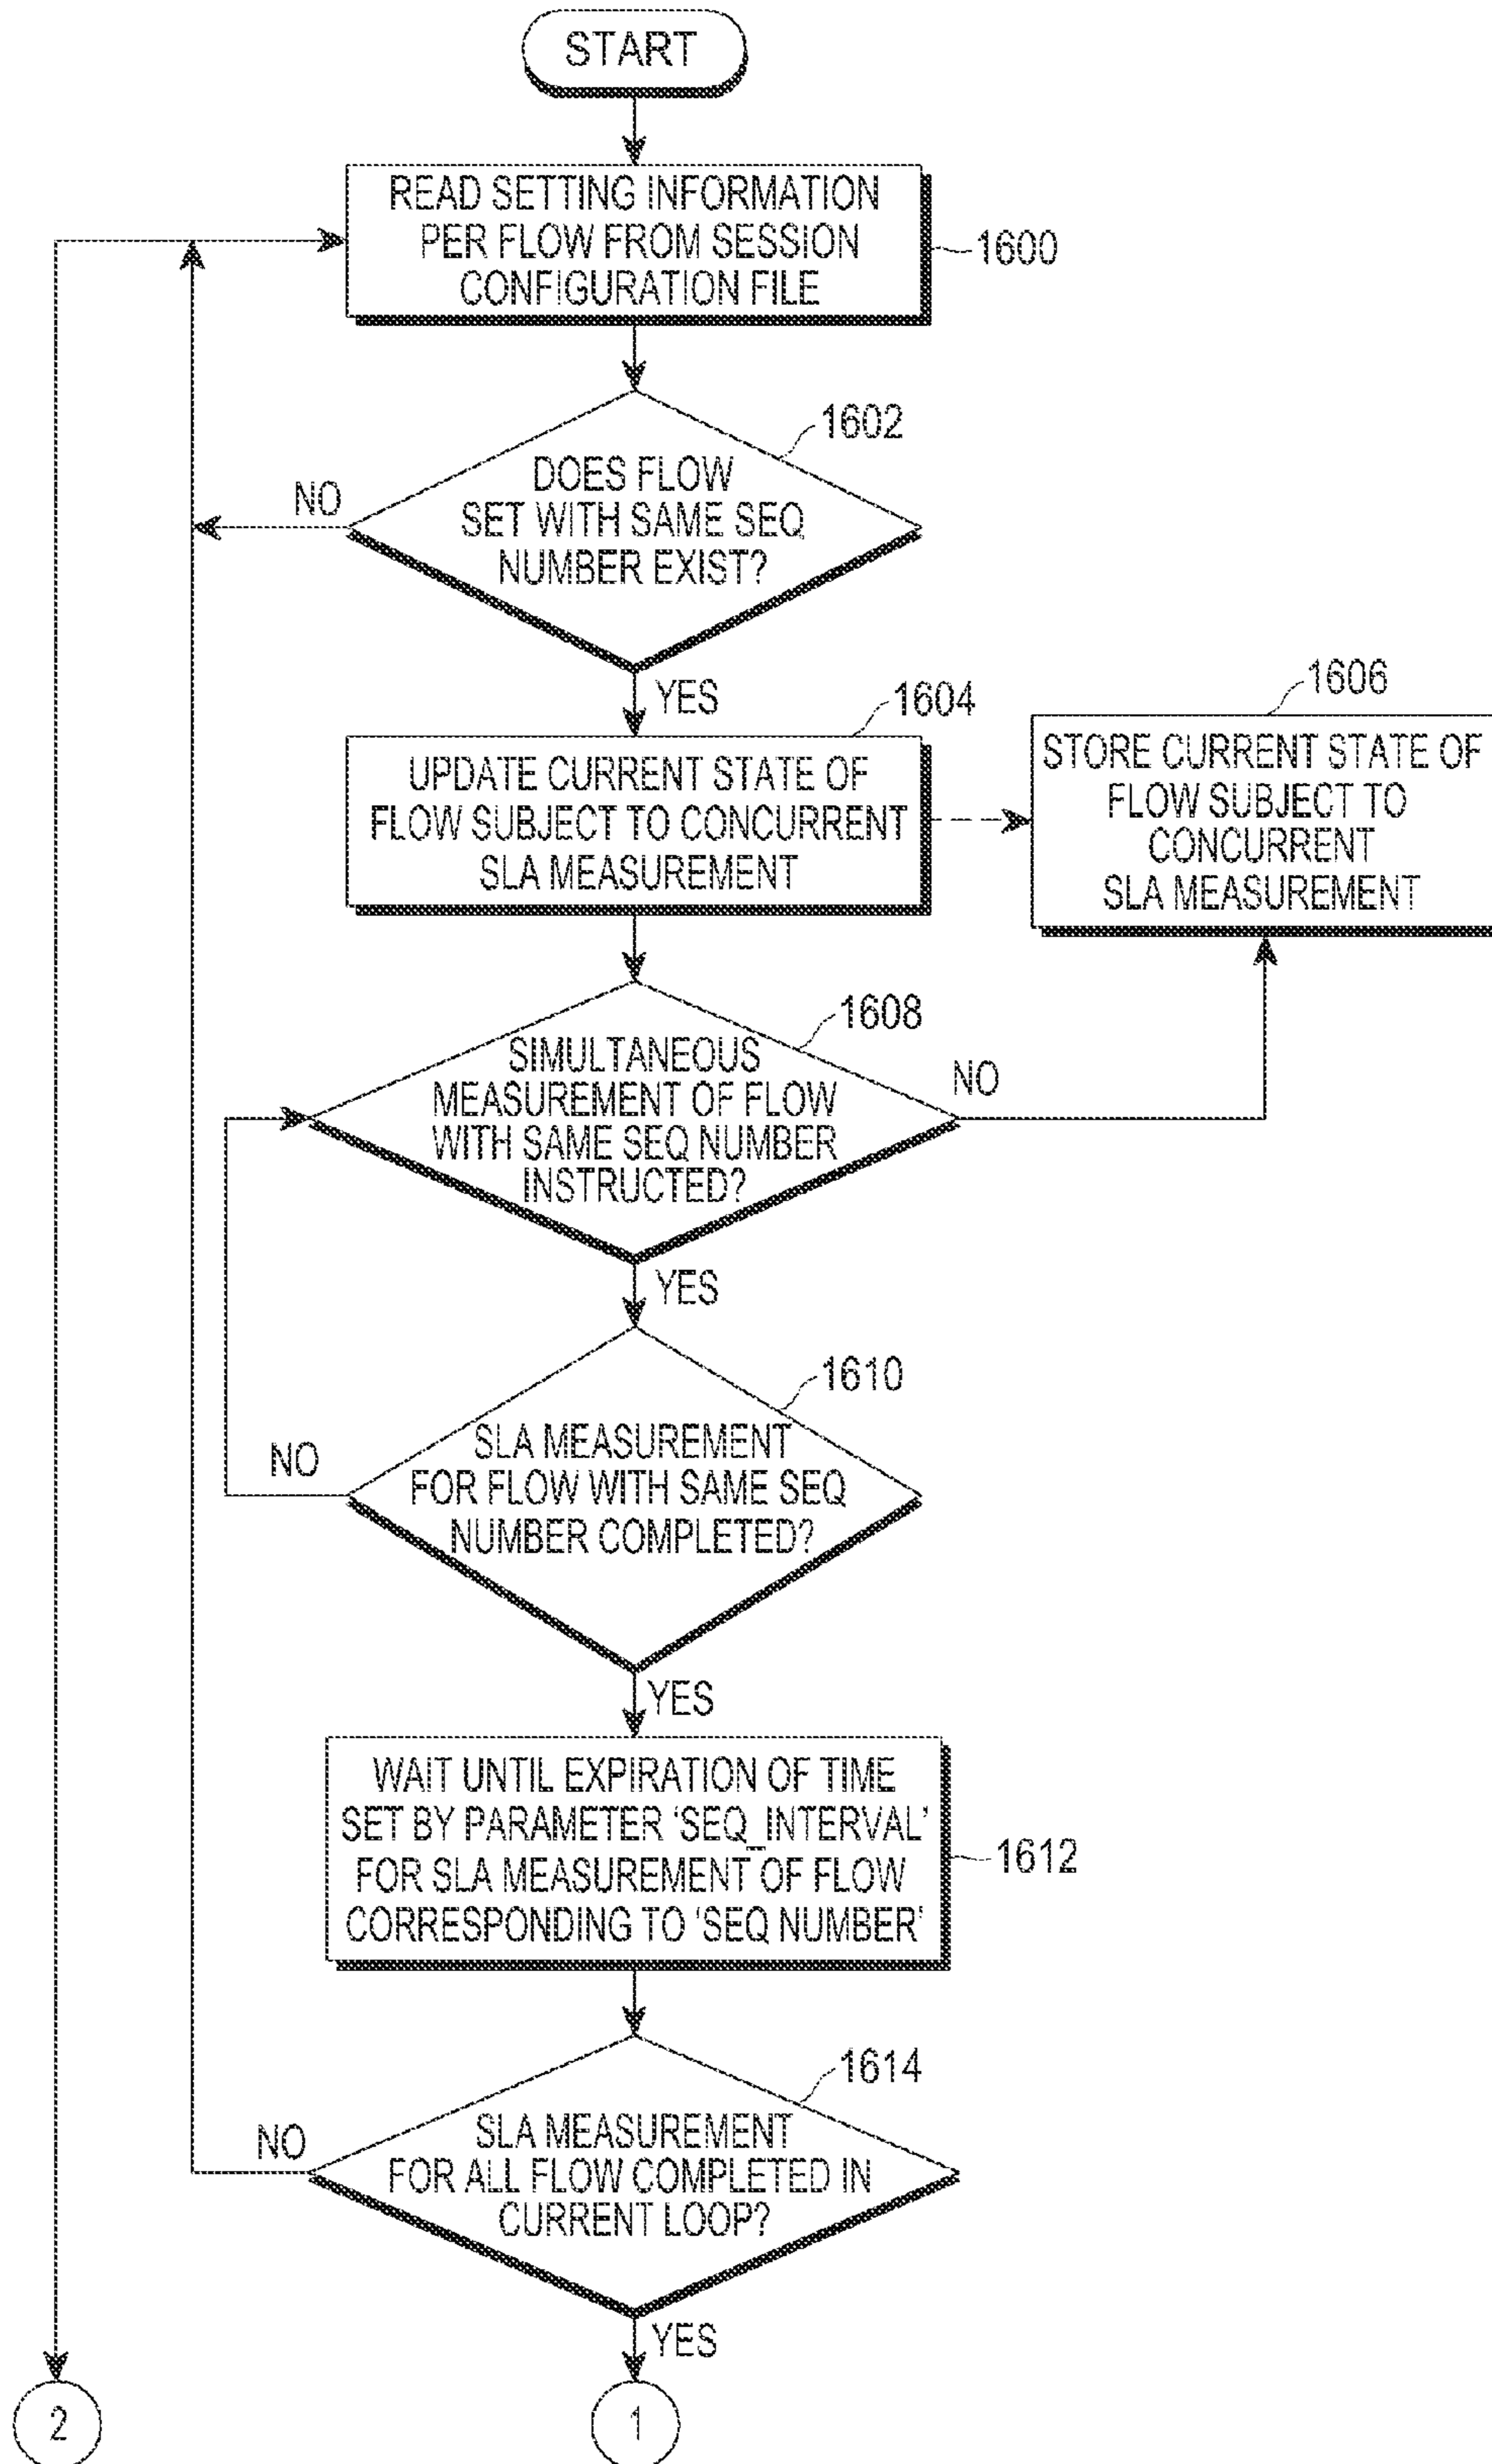 START
READ SETTING INFORMATION
PER FLOW FROM SESSION
CONFIGURATION FILE
1600
1602
DOES FLOW
SET WITH SAME SEQ
NUMBER EXIST?
NO
YES
1604
UPDATE CURRENT STATE OF
FLOW SUBJECT TO CONCURRENT
SLA MEASUREMENT
1606
STORE CURRENT STATE OF
FLOW SUBJECT TO
CONCURRENT
SLA MEASUREMENT
1608
SIMULTANEOUS
MEASUREMENT OF FLOW
WITH SAME SEQ NUMBER
INSTRUCTED?
NO
YES
1610
SLA MEASUREMENT
FOR FLOW WITH SAME SEQ
NUMBER COMPLETED?
NO
YES
WAIT UNTIL EXPIRATION OF TIME
SET BY PARAMETER ‘SEQ_INTERVAL’
FOR SLA MEASUREMENT OF FLOW
CORRESPONDING TO ‘SEQ NUMBER’
1612
1614
SLA MEASUREMENT
FOR ALL FLOW COMPLETED IN
CURRENT LOOP?
NO
YES
2
1